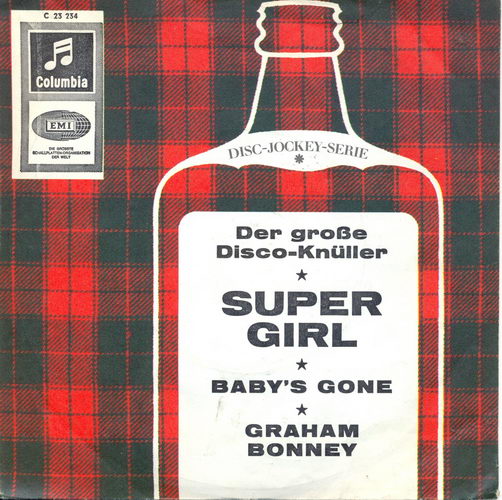 C 23 234
Columbia
EMI
DIE GRÖSSTE
SCHALLPLATTEN-ORGANISATION
DER WELT
DISC-JOCKEY-SERIE
Der große
Disco-Knüller
SUPER
GIRL
BABY'S GONE
GRAHAM
BONNEY